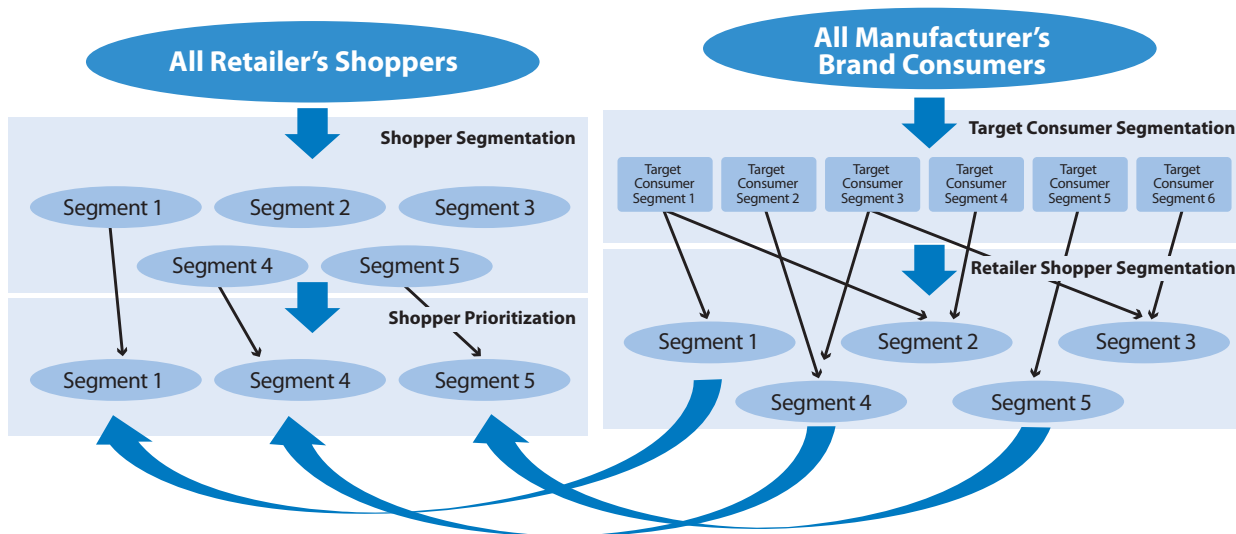 All Retailer's Shoppers
Shopper Segmentation
Segment 1
Segment 2
Segment 3
Segment 4
Segment 5
Shopper Prioritization
Segment 1
Segment 4
Segment 5
All Manufacturer's
Brand Consumers
Target Consumer Segmentation
Target
Consumer
Segment 1
Target
Consumer
Segment 2
Target
Consumer
Segment 3
Target
Consumer
Segment 4
Target
Consumer
Segment 5
Target
Consumer
Segment 6
Retailer Shopper Segmentation
Segment 1
Segment 2
Segment 3
Segment 4
Segment 5